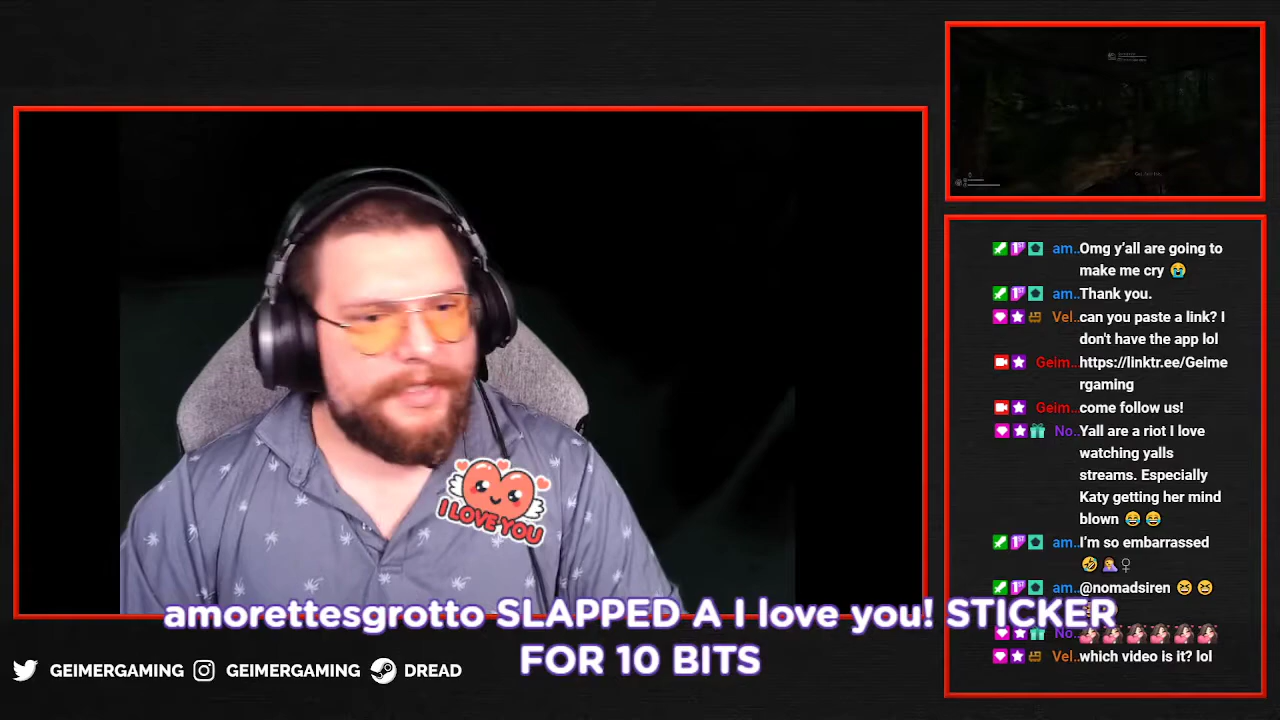 am..Omg y'all are going to
make me cry 😭
am..Thank you.
Vel..can you paste a link? I
don't have the app lol
Geim..https://linktr.ee/Geime
rgaming
Geim..come follow us!
No..Yall are a riot I love
watching yalls
streams. Especially
Katy getting her mind
blown 😂 😂
am..I'm so embarrassed
🤣 🤦🏼 ♀
am..@nomadsiren 😆 😆
No..
Vel..which video is it? lol
I LOVE YOU
amorettesgrotto SLAPPED A I love you! STICKER
FOR 10 BITS
GEIMERGAMING GEIMERGAMING DREAD